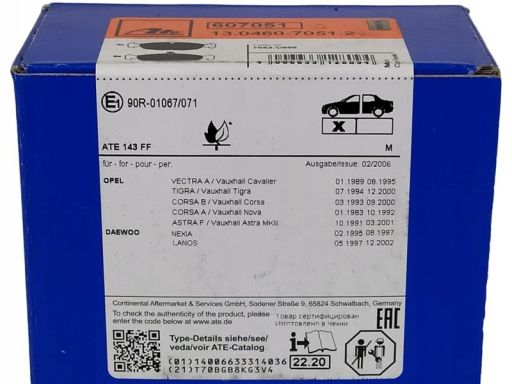 ATE
607051
13.0460-7051.2
E1 90R-01067/071
X
ATE 143 FF
M
für - for - pour - per:
Ausgabe/Issue: 02/2006
OPEL VECTRA A / Vauxhall Cavalier 01.1989 08.1995
TIGRA / Vauxhall Tigra 07.1994 12.2000
CORSA B / Vauxhall Corsa 03.1993 09.2000
CORSA A / Vauxhall Nova 01.1983 10.1992
ASTRA F / Vauxhall Astra MKIII 10.1991 03.2001
DAEWOO NEXIA 02.1995 08.1997
LANOS 05.1997 12.2002
Continental Aftermarket & Services GmbH, Sodener Straße 9, 65824 Schwalbach, Germany
To check the authenticity of the product, please
enter the code below at www.ate.de.
Товар сертифицирован
Изготовлено в Чехии
EAC
Type-Details siehe/see/
veda/voir ATE-Catalog
(01)14006633314036
(21)T70BGB8KG3V4
22.20